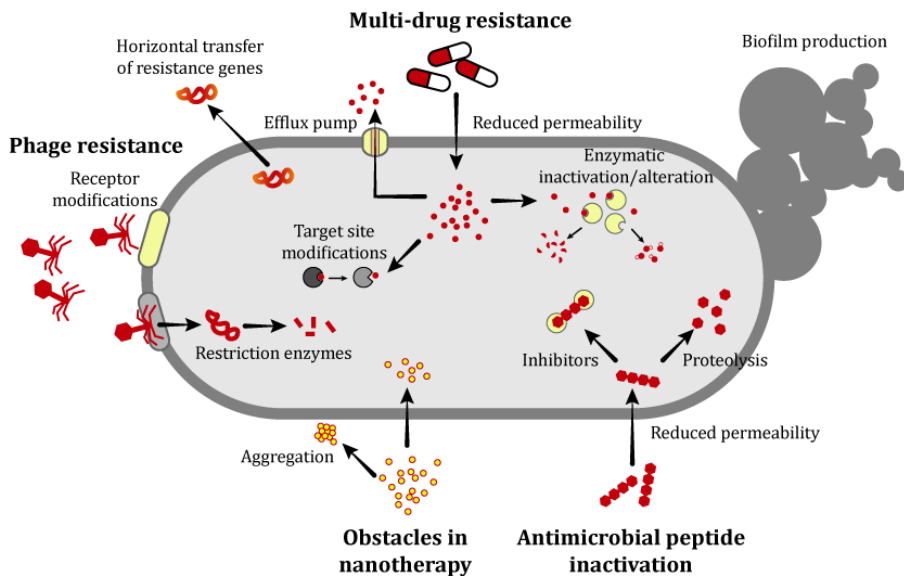 Multi-drug resistance
Horizontal transfer
of resistance genes
Biofilm production
Efflux pump
Reduced permeability
Phage resistance
Receptor
modifications
Enzymatic
inactivation/alteration
Target site
modifications
Restriction enzymes
Inhibitors
Proteolysis
Aggregation
Reduced permeability
Obstacles in
nanotherapy
Antimicrobial peptide
inactivation